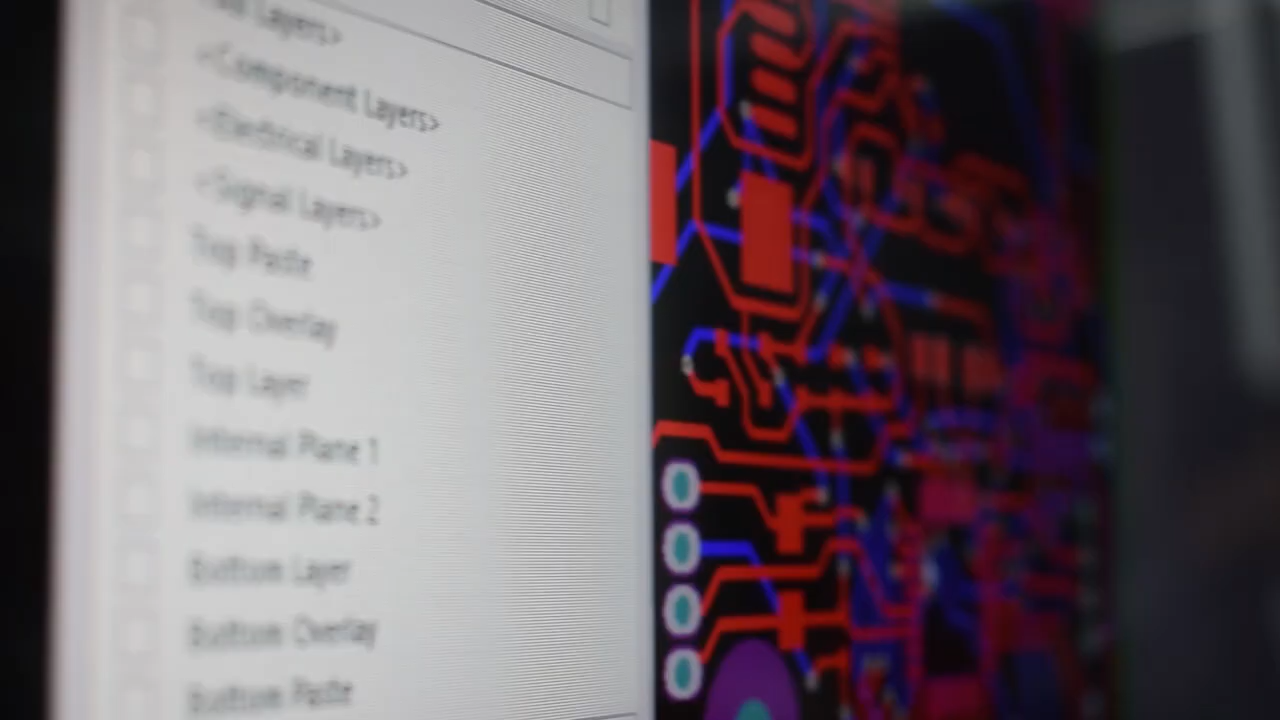 Layers>
<Component Layers>
<Electrical Layers>
<Signal Layers>
Top Paste
Top Overlay
Top Layer
Internal Plane 1
Internal Plane 2
Bottom Layer
Bottom Overlay
Bottom Paste